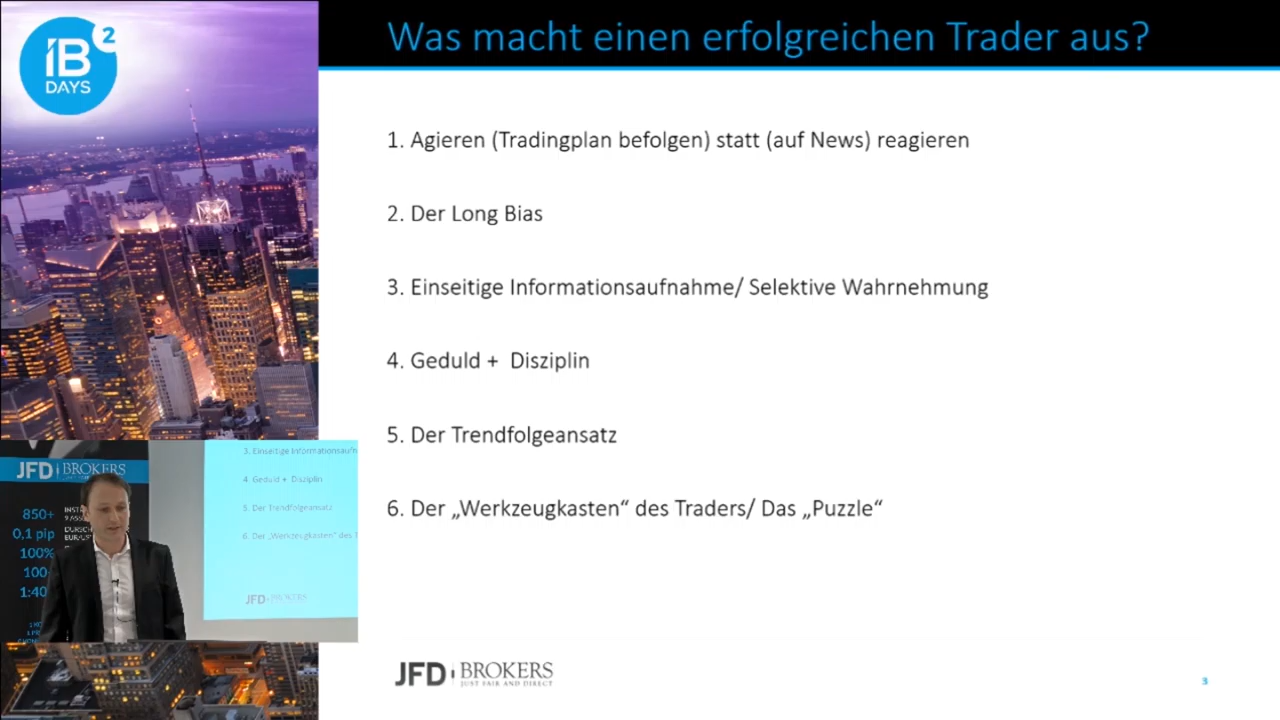 IB²
DAYS
Was macht einen erfolgreichen Trader aus?
1. Agieren (Tradingplan befolgen) statt (auf News) reagieren
2. Der Long Bias
3. Einseitige Informationsaufnahme/ Selektive Wahrnehmung
4. Geduld + Disziplin
5. Der Trendfolgeansatz
6. Der „Werkzeugkasten“ des Traders/ Das „Puzzle“
JFD BROKERS
850+
0,1 pip
100%
100
1:40
EUR/US
3. Einseitige Informationsaufn
4. Geduld + Disziplin
5. Der Trendfolgeansatz
6. Der „Werkzeugkasten“ des
JFD BROKERS
JFD BROKERS
JUST FAIR AND DIRECT
3